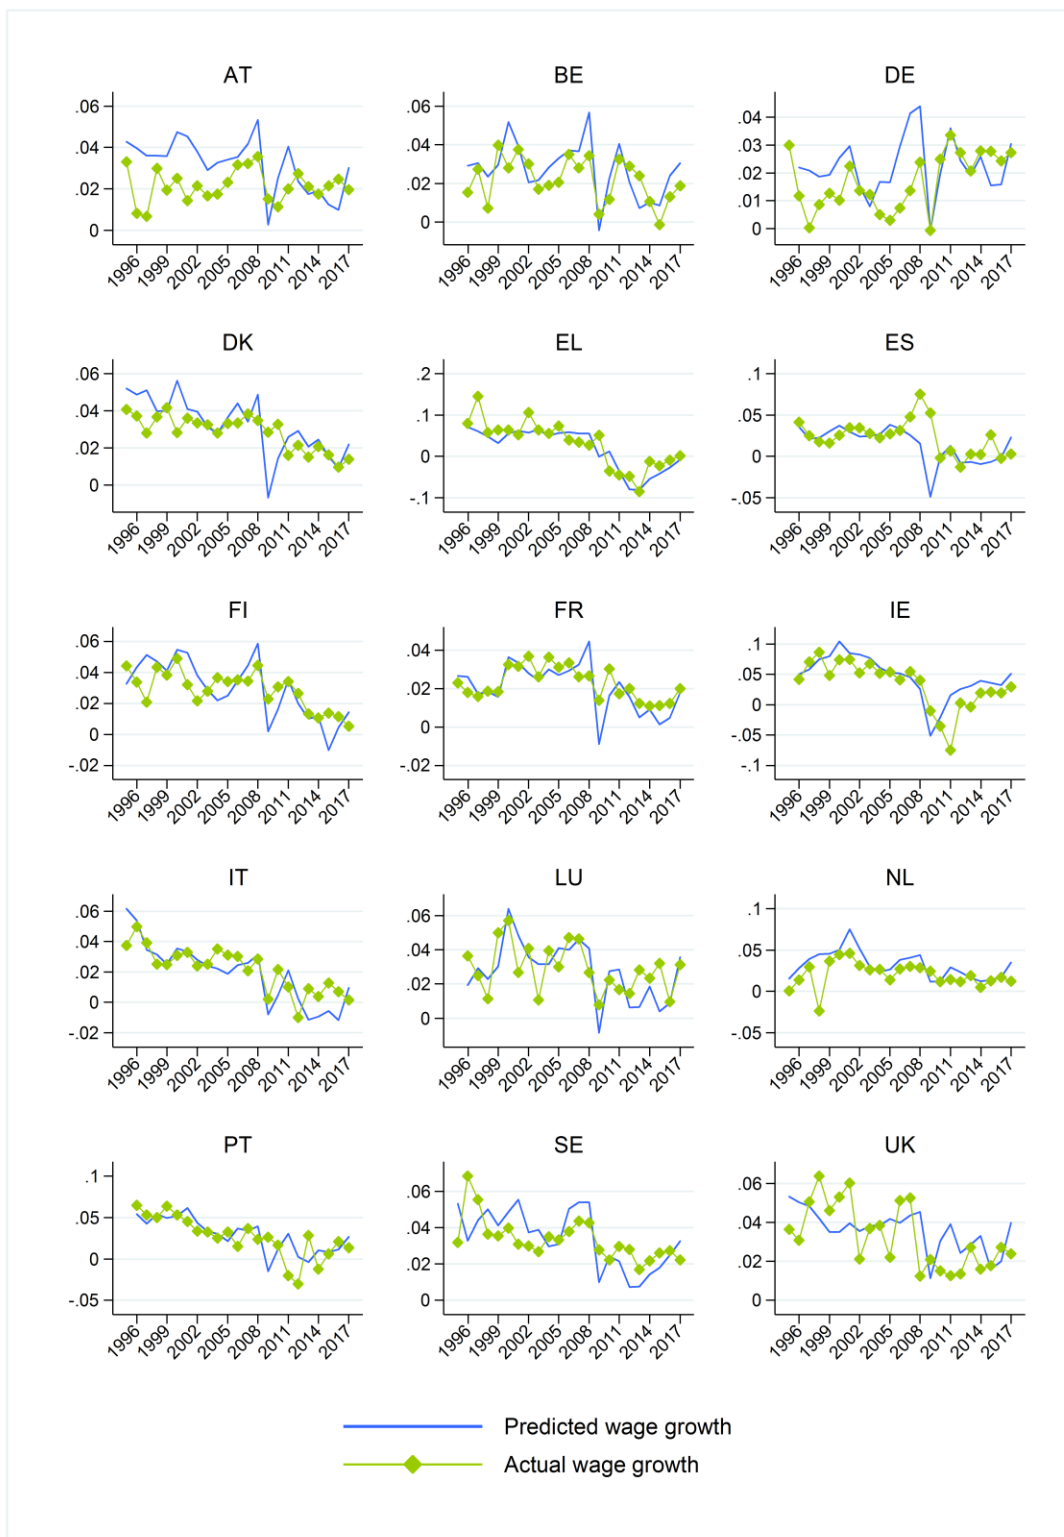 AT BE DE
.06 .06 .04
.04 .04 .03
.02 .02 .02
.01
0 0 0
1996 1999 2002 2005 2008 2011 2014 2017 1996 1999 2002 2005 2008 2011 2014 2017 1996 1999 2002 2005 2008 2011 2014 2017
DK EL ES
.06 .2 .1
.04 .1 .05
.02 0 0
0 -.1 -.05
1996 1999 2002 2005 2008 2011 2014 2017 1996 1999 2002 2005 2008 2011 2014 2017 1996 1999 2002 2005 2008 2011 2014 2017
FI FR IE
.06 .04 .1
.04 .02 .05
.02 0 0
0 -.02 -.05
-.02 -.1
1996 1999 2002 2005 2008 2011 2014 2017 1996 1999 2002 2005 2008 2011 2014 2017 1996 1999 2002 2005 2008 2011 2014 2017
IT LU NL
.06 .06 .1
.04 .04 .05
.02 .02 0
0 0 -.05
-.02
1996 1999 2002 2005 2008 2011 2014 2017 1996 1999 2002 2005 2008 2011 2014 2017 1996 1999 2002 2005 2008 2011 2014 2017
PT SE UK
.1 .06 .06
.05 .04 .04
0 .02 .02
-.05 0 0
1996 1999 2002 2005 2008 2011 2014 2017 1996 1999 2002 2005 2008 2011 2014 2017 1996 1999 2002 2005 2008 2011 2014 2017
Predicted wage growth
Actual wage growth